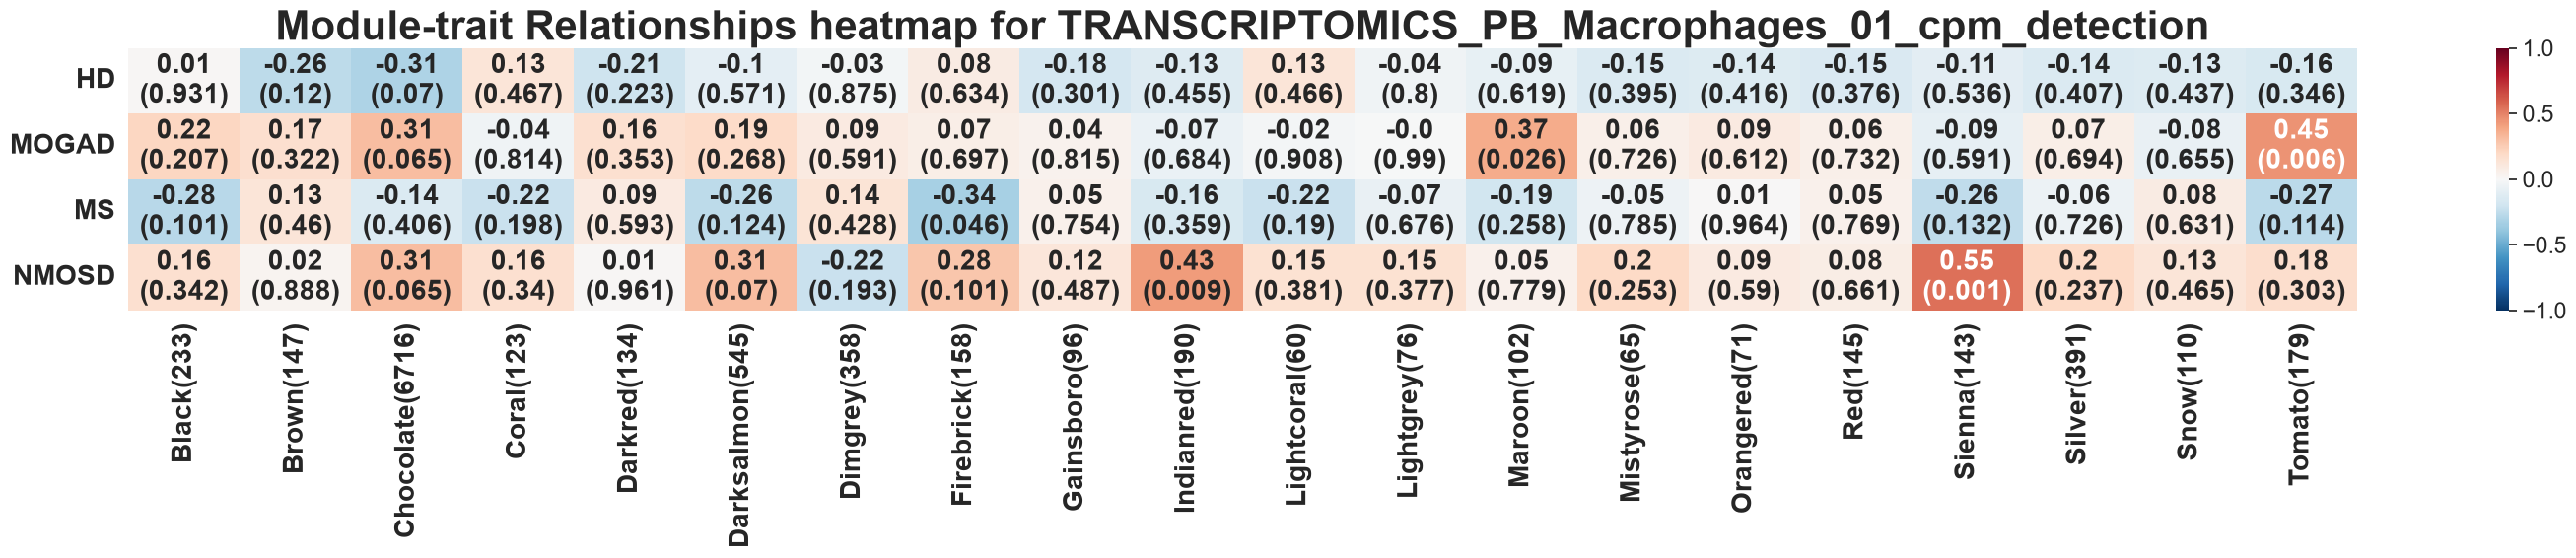 Module-trait Relationships heatmap for TRANSCRIPTOMICS_PB_Macrophages_01_cpm_detection
HD 0.01 -0.26 -0.31 0.13 -0.21 -0.1 -0.03 0.08 -0.18 -0.13 0.13 -0.04 -0.09 -0.15 -0.14 -0.15 -0.11 -0.14 -0.13 -0.16
(0.931) (0.12) (0.07) (0.467) (0.223) (0.571) (0.875) (0.634) (0.301) (0.455) (0.466) (0.8) (0.619) (0.395) (0.416) (0.376) (0.536) (0.407) (0.437) (0.346)
MOGAD 0.22 0.17 0.31 -0.04 0.16 0.19 0.09 0.07 0.04 -0.07 -0.02 -0.0 0.37 0.06 0.09 0.06 -0.09 0.07 -0.08 0.45
(0.207) (0.322) (0.065) (0.814) (0.353) (0.268) (0.591) (0.697) (0.815) (0.684) (0.908) (0.99) (0.026) (0.726) (0.612) (0.732) (0.591) (0.694) (0.655) (0.006)
MS -0.28 0.13 -0.14 -0.22 0.09 -0.26 0.14 -0.34 0.05 -0.16 -0.22 -0.07 -0.19 -0.05 0.01 0.05 -0.26 -0.06 0.08 -0.27
(0.101) (0.46) (0.406) (0.198) (0.593) (0.124) (0.428) (0.046) (0.754) (0.359) (0.19) (0.676) (0.258) (0.785) (0.964) (0.769) (0.132) (0.726) (0.631) (0.114)
NMOSD 0.16 0.02 0.31 0.16 0.01 0.31 -0.22 0.28 0.12 0.43 0.15 0.15 0.05 0.2 0.09 0.08 0.55 0.2 0.13 0.18
(0.342) (0.888) (0.065) (0.34) (0.961) (0.07) (0.193) (0.101) (0.487) (0.009) (0.381) (0.377) (0.779) (0.253) (0.59) (0.661) (0.001) (0.237) (0.465) (0.303)
Black(233)
Brown(147)
Chocolate(6716)
Coral(123)
Darkred(134)
Darksalmon(545)
Dimgrey(358)
Firebrick(158)
Gainsboro(96)
Indianred(190)
Lightcoral(60)
Lightgrey(76)
Maroon(102)
Mistyrose(65)
Orangered(71)
Red(145)
Sienna(143)
Silver(391)
Snow(110)
Tomato(179)
1.0
0.5
0.0
−0.5
−1.0